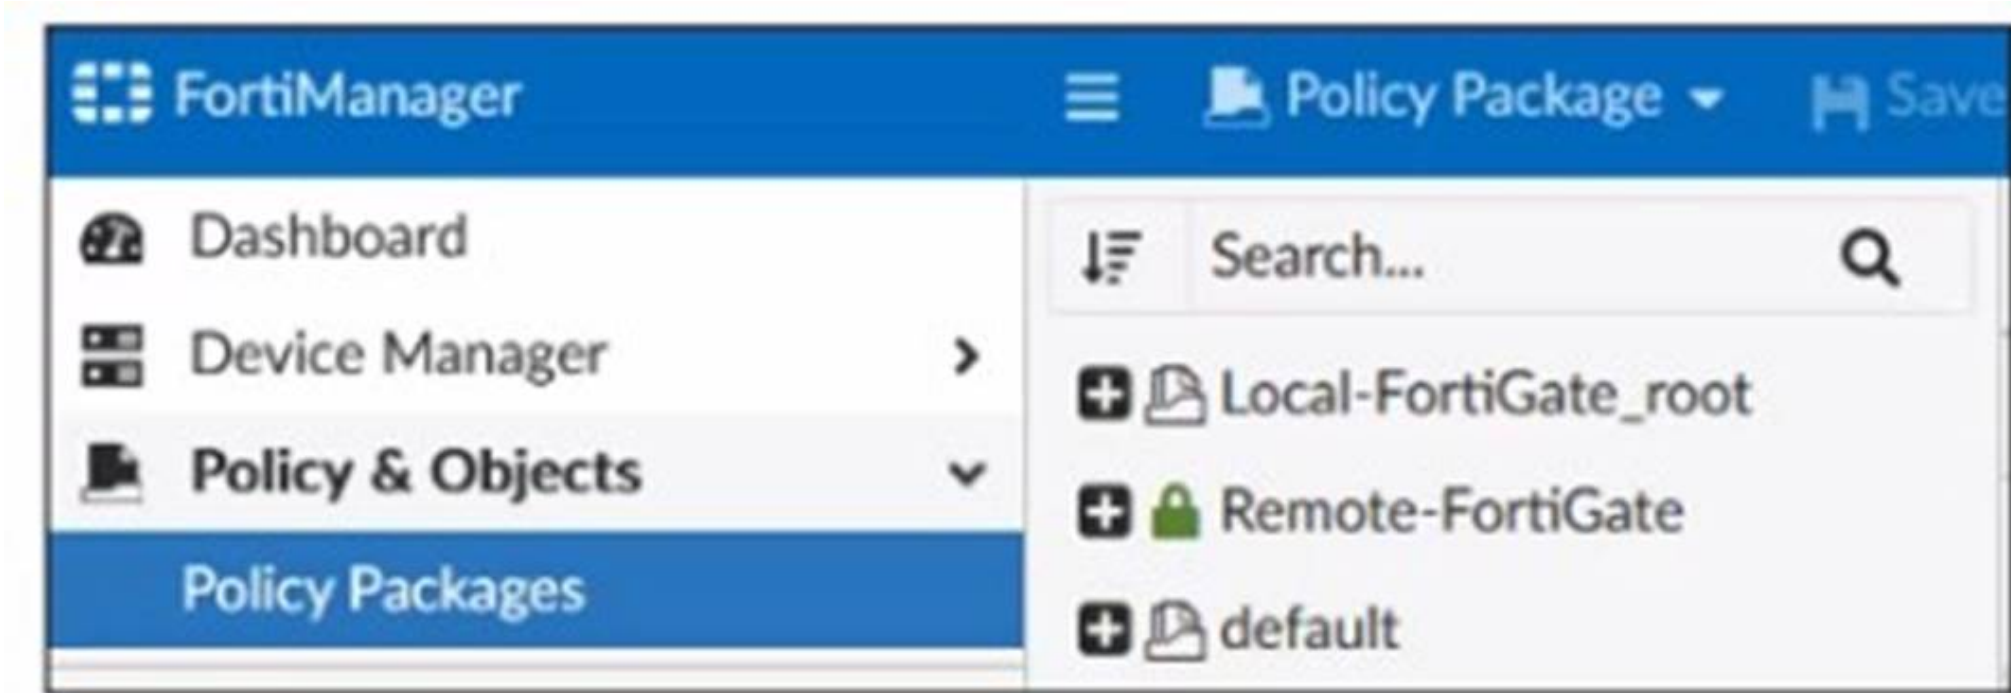 FortiManager
Policy Package
Save
Dashboard
Device Manager
Policy & Objects
Policy Packages
Search...
Local-FortiGate_root
Remote-FortiGate
default